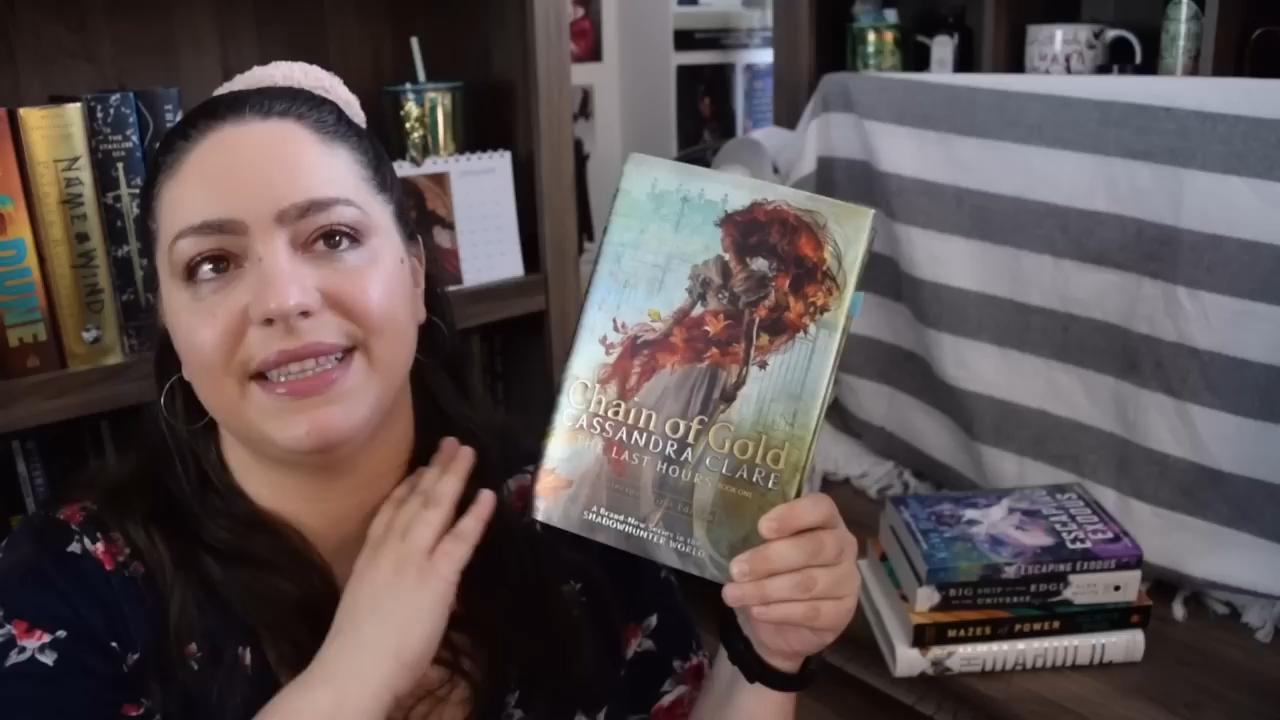 DUNE
NAME of the WIND
THE STARLESS SEA
Chain of Gold
CASSANDRA CLARE
THE LAST HOURS BOOK ONE
A Brand-New Series in the
SHADOWHUNTER WORLD
ESCAPING
EXODUS
ESCAPING EXODUS
A BIG SHIP at the EDGE
of the UNIVERSE
MAZES of POWER